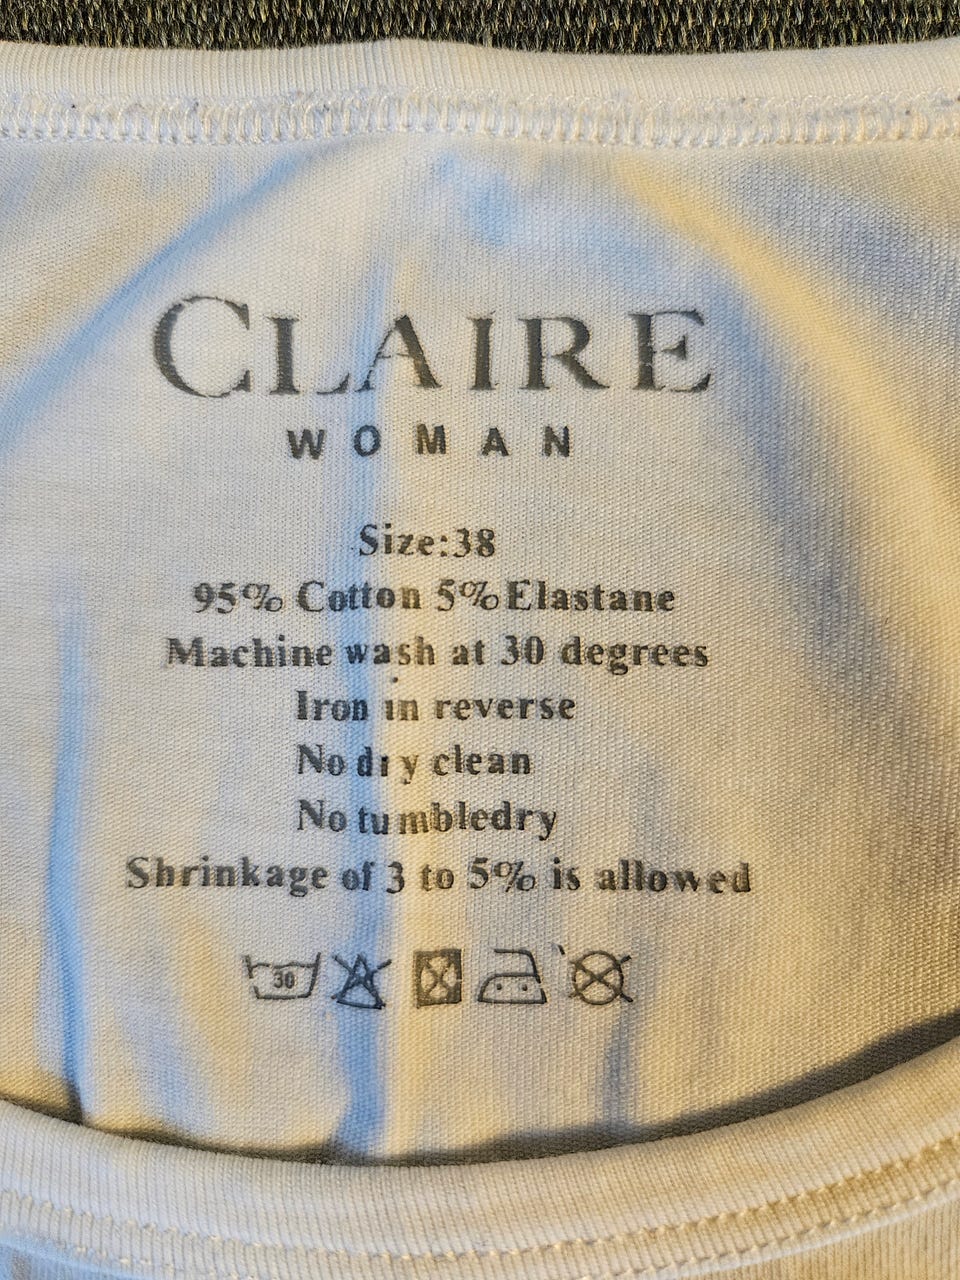 CLAIRE
WOMAN
Size:38
95% Cotton 5% Elastane
Machine wash at 30 degrees
Iron in reverse
No dry clean
No tumbledry
Shrinkage of 3 to 5% is allowed
30